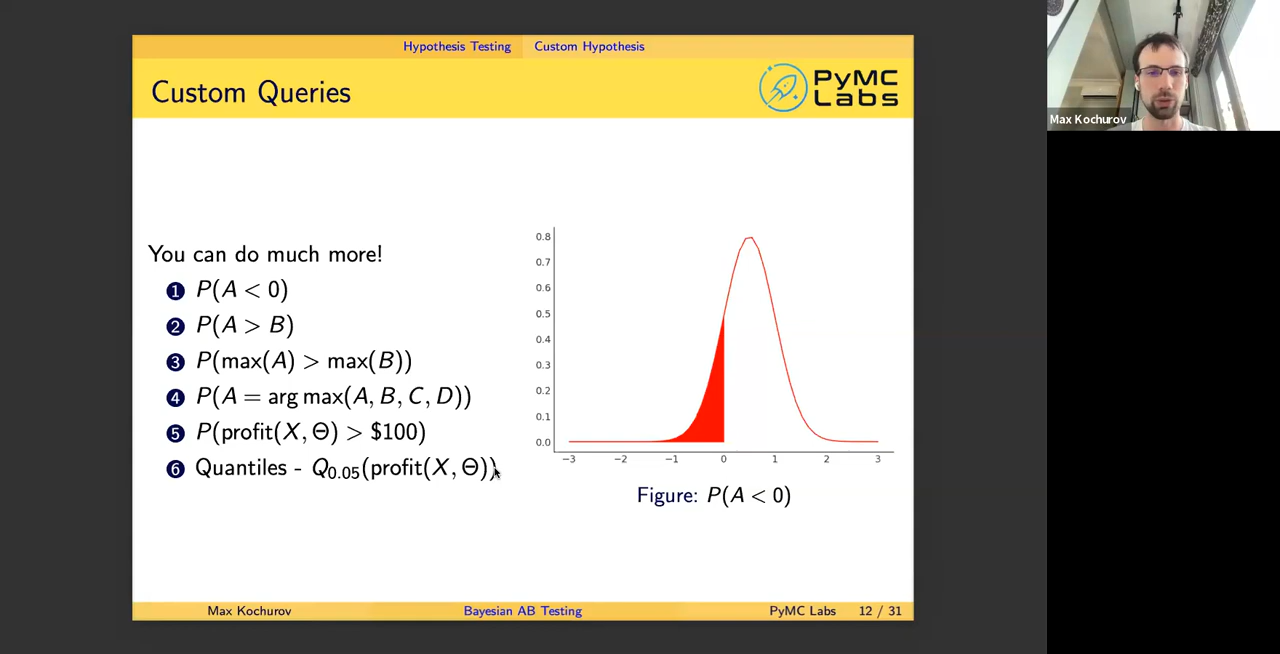 Hypothesis Testing Custom Hypothesis
Custom Queries
PyMC
Labs
Max Kochurov
You can do much more!
1 P(A < 0)
2 P(A > B)
3 P(max(A) > max(B))
4 P(A = arg max(A, B, C, D))
5 P(profit(X, Θ) > $100)
6 Quantiles - Q0.05(profit(X, Θ))
0.8
0.7
0.6
0.5
0.4
0.3
0.2
0.1
0.0
−3 −2 −1 0 1 2 3
Figure: P(A < 0)
Max Kochurov Bayesian AB Testing PyMC Labs 12 / 31